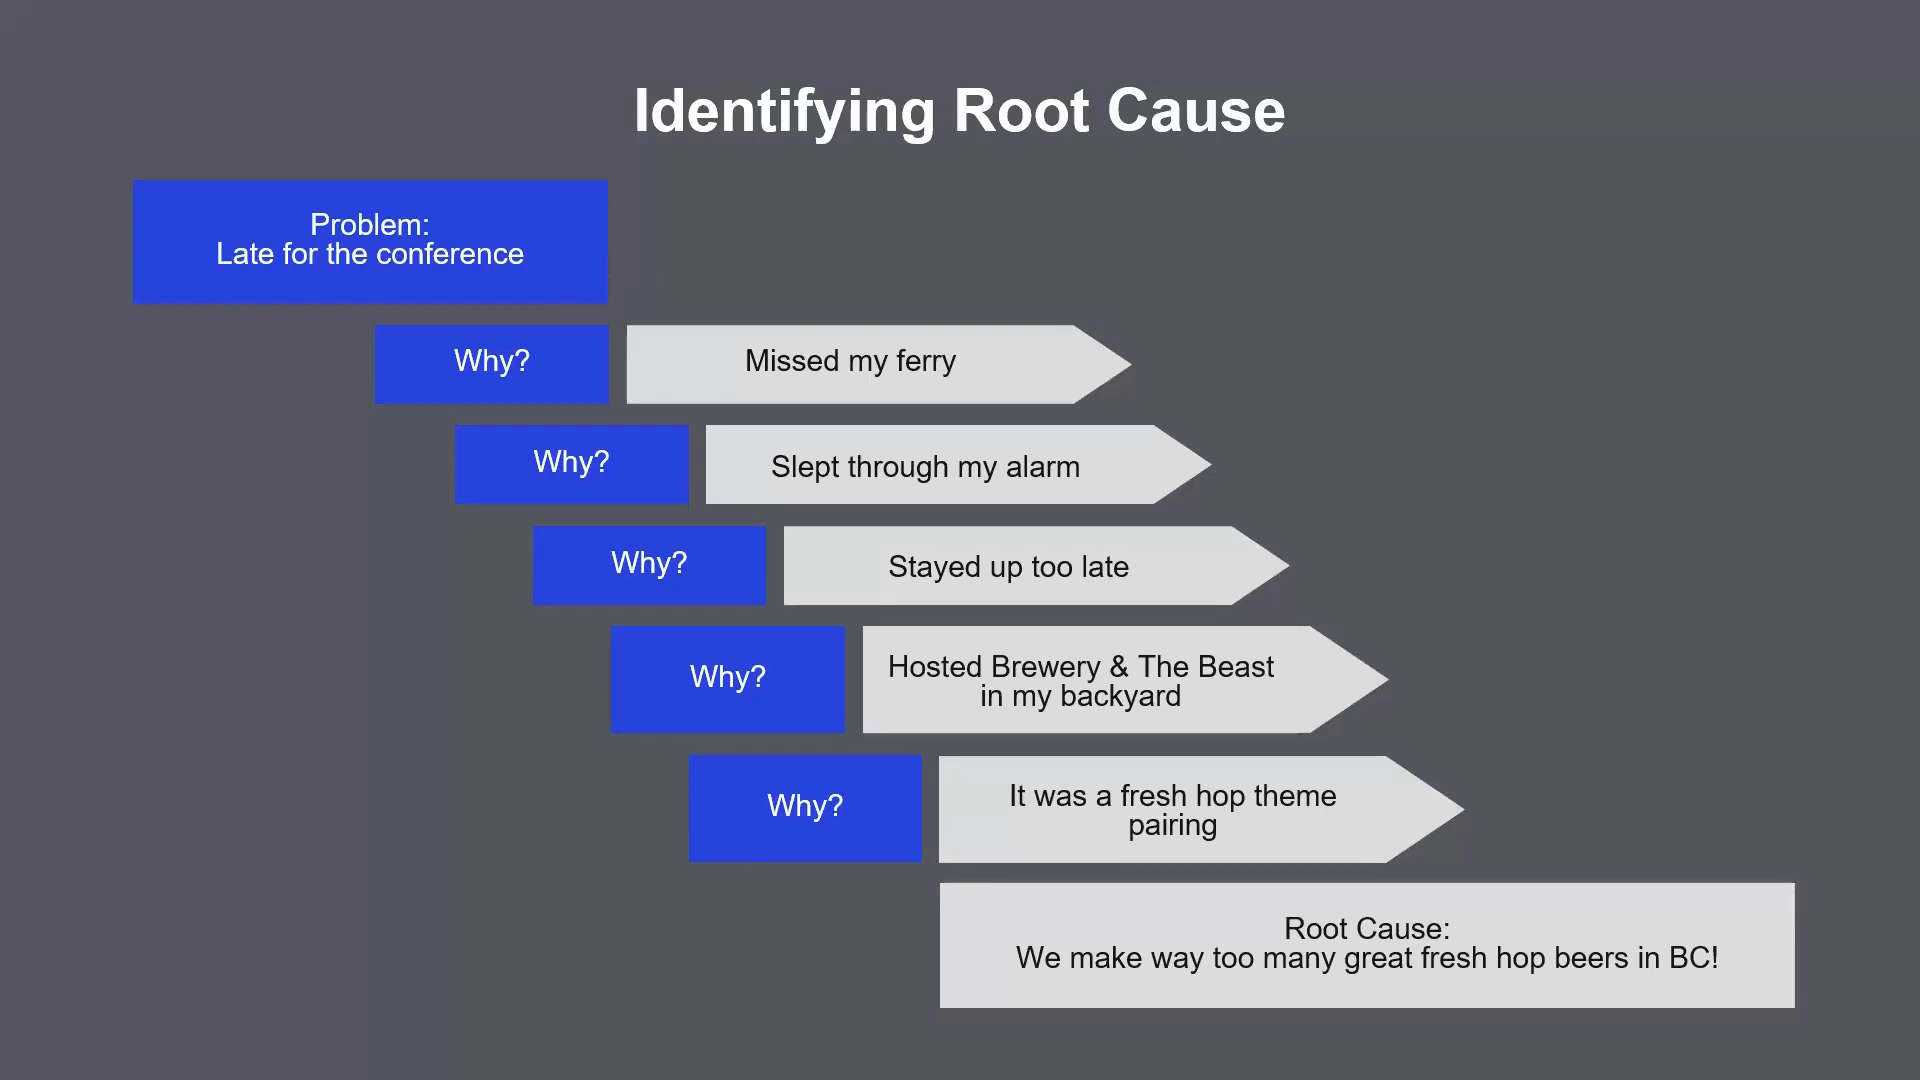 Identifying Root Cause
Problem:
Late for the conference
Why?
Missed my ferry
Why?
Slept through my alarm
Why?
Stayed up too late
Why?
Hosted Brewery & The Beast
in my backyard
Why?
It was a fresh hop theme
pairing
Root Cause:
We make way too many great fresh hop beers in BC!